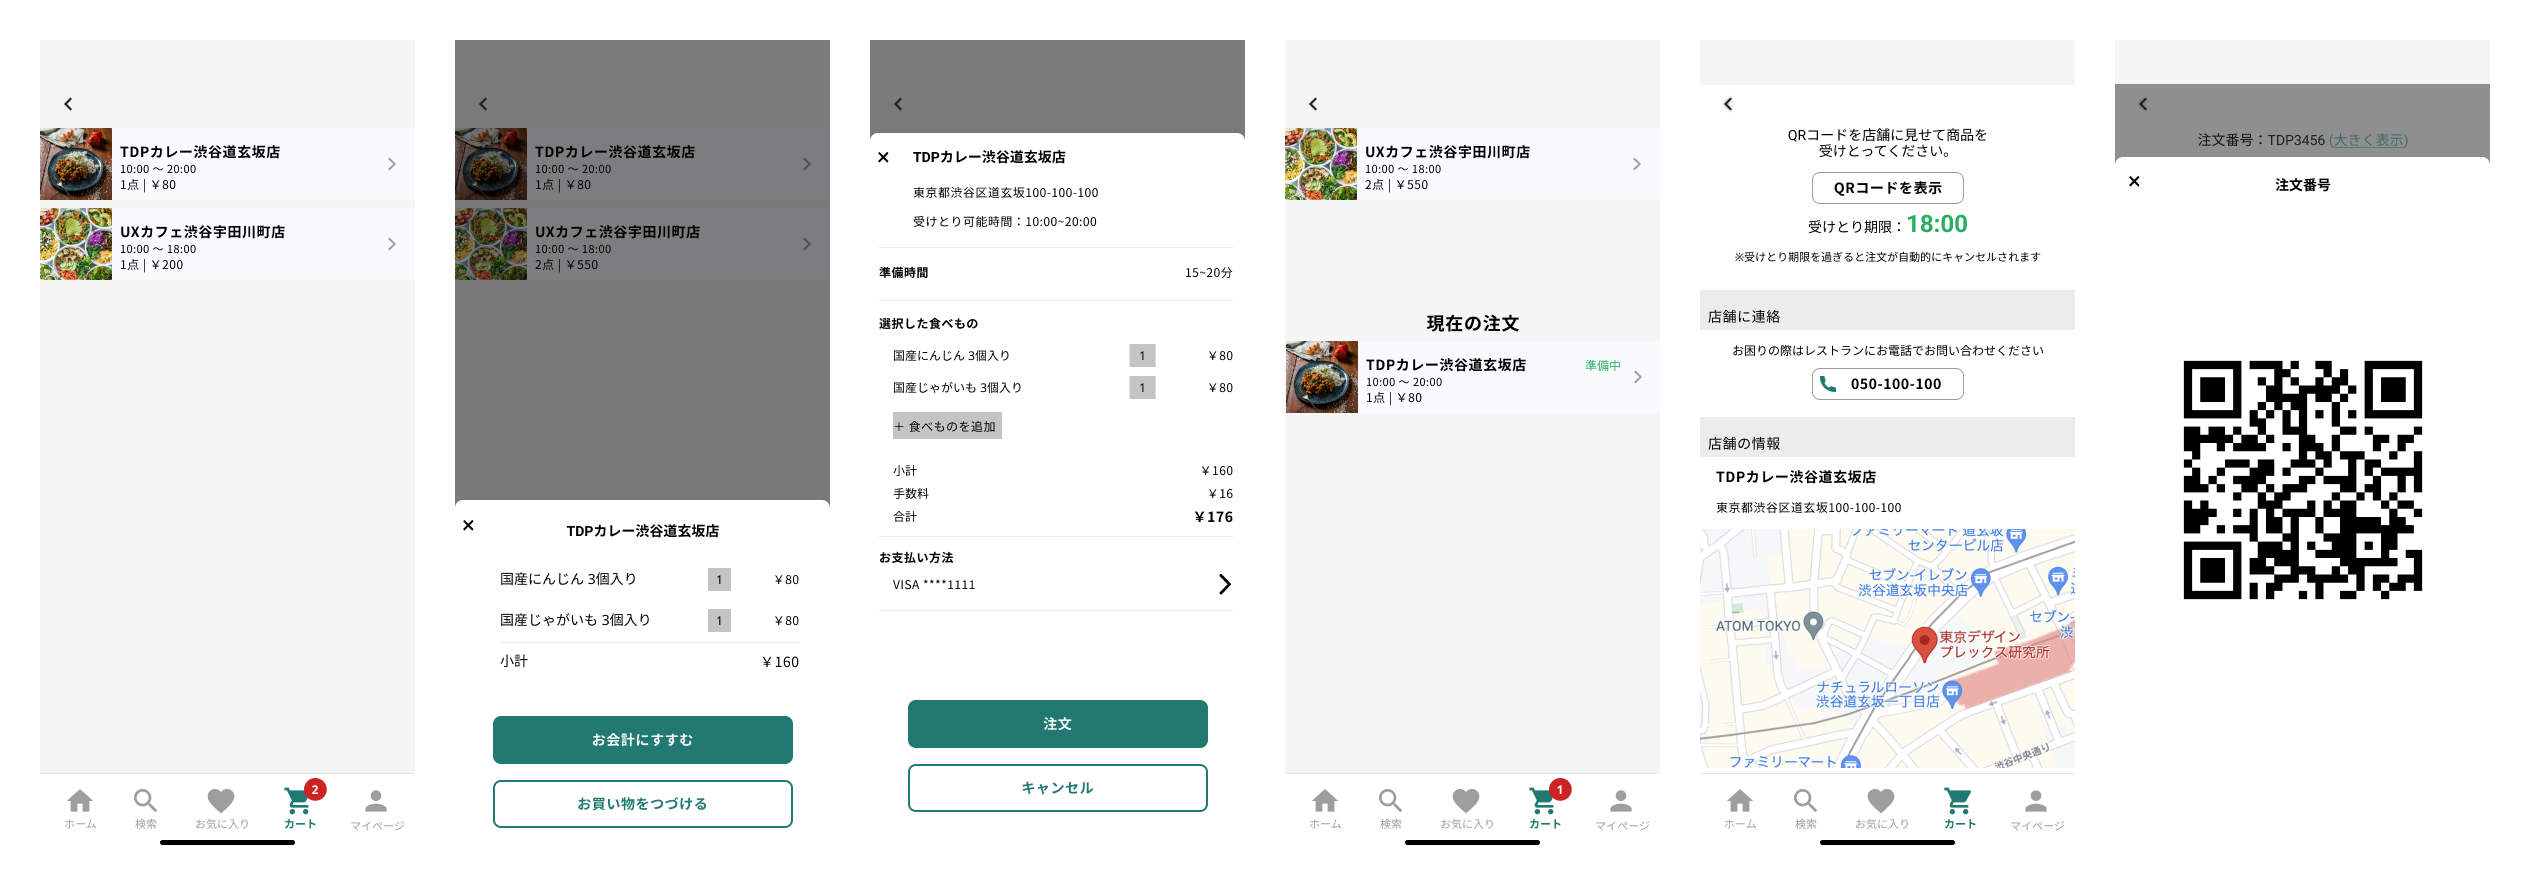 TDPカレー渋谷道玄坂店
10:00 〜 20:00
1点 | ￥80
UXカフェ渋谷宇田川町店
10:00 〜 18:00
1点 | ￥200
ホーム
検索
お気に入り
2
カート
マイページ
TDPカレー渋谷道玄坂店
10:00 〜 20:00
1点 | ￥80
UXカフェ渋谷宇田川町店
10:00 〜 18:00
2点 | ￥550
TDPカレー渋谷道玄坂店
国産にんじん 3個入り 1 ￥80
国産じゃがいも 3個入り 1 ￥80
小計 ￥160
お会計にすすむ
お買い物をつづける
TDPカレー渋谷道玄坂店
東京都渋谷区道玄坂100-100-100
受けとり可能時間：10:00~20:00
準備時間 15~20分
選択した食べもの
国産にんじん 3個入り 1 ￥80
国産じゃがいも 3個入り 1 ￥80
＋ 食べものを追加
小計 ￥160
手数料 ￥16
合計 ￥176
お支払い方法
VISA ****1111
注文
キャンセル
UXカフェ渋谷宇田川町店
10:00 〜 18:00
2点 | ￥550
現在の注文
TDPカレー渋谷道玄坂店 準備中
10:00 〜 20:00
1点 | ￥80
ホーム
検索
お気に入り
1
カート
マイページ
QRコードを店舗に見せて商品を
受けとってください。
QRコードを表示
受けとり期限：18:00
※受けとり期限を過ぎると注文が自動的にキャンセルされます
店舗に連絡
お困りの際はレストランにお電話でお問い合わせください
050-100-100
店舗の情報
TDPカレー渋谷道玄坂店
東京都渋谷区道玄坂100-100-100
ファミリーマート 道玄坂
センタービル店
セブン-イレブン
渋谷道玄坂中央店
セブン-
渋
ATOM TOKYO
東京デザイン
プレックス研究所
ナチュラルローソン
渋谷道玄坂一丁目店
渋谷中央通り
ファミリーマート
ホーム
検索
お気に入り
カート
マイページ
注文番号：TDP3456 (大きく表示)
注文番号